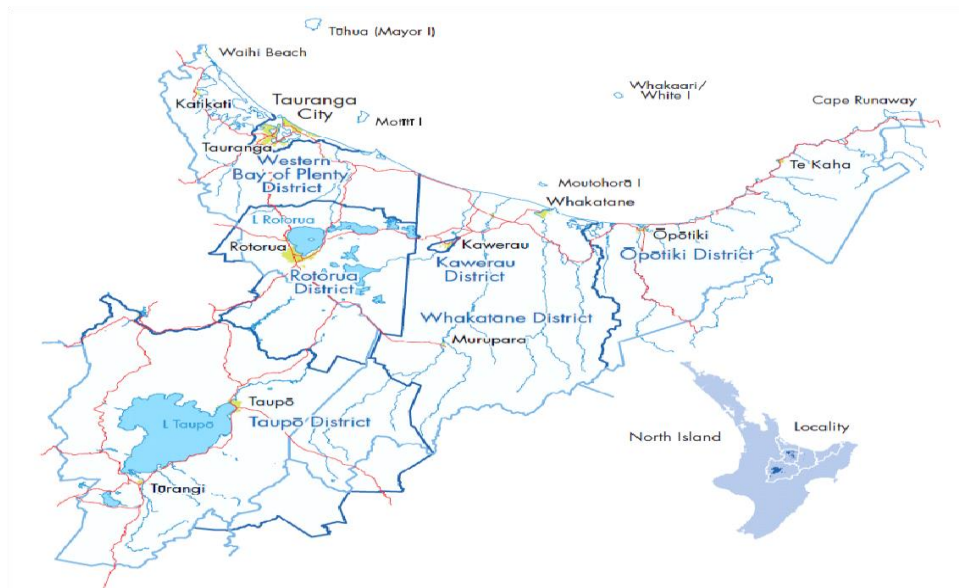 Tūhua (Mayor I)
Waihi Beach
Whakaari/
White I
Katikati
Tauranga
City
Cape Runaway
Tauranga
Western
Bay of Plenty
District
Te Kaha
Moutohorā I
Whakatane
L Rotorua
Rotorua
Kawerau
Ōpōtiki
Rotorua
District
Kawerau
District
Ōpōtiki District
Whakatane District
Murupara
Taupō
L Taupō
Taupō District
North Island
Locality
Tūrangi